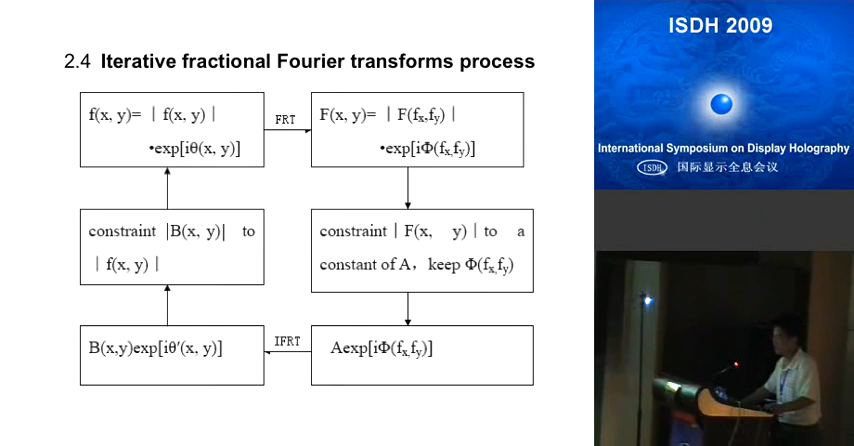 2.4 Iterative fractional Fourier transforms process
f(x, y)= | f(x, y) |
•exp[iθ(x, y)]
FRT
F(x, y)= | F(fx,fy) |
•exp[iΦ(fx,fy)]
constraint |B(x, y)| to
| f(x, y) |
constraint | F(x, y) | to a
constant of A，keep Φ(fx,fy)
B(x,y)exp[iθ′(x, y)]
IFRT
Aexp[iΦ(fx,fy)]
ISDH 2009
International Symposium on Display Holography
ISDH 国际显示全息会议